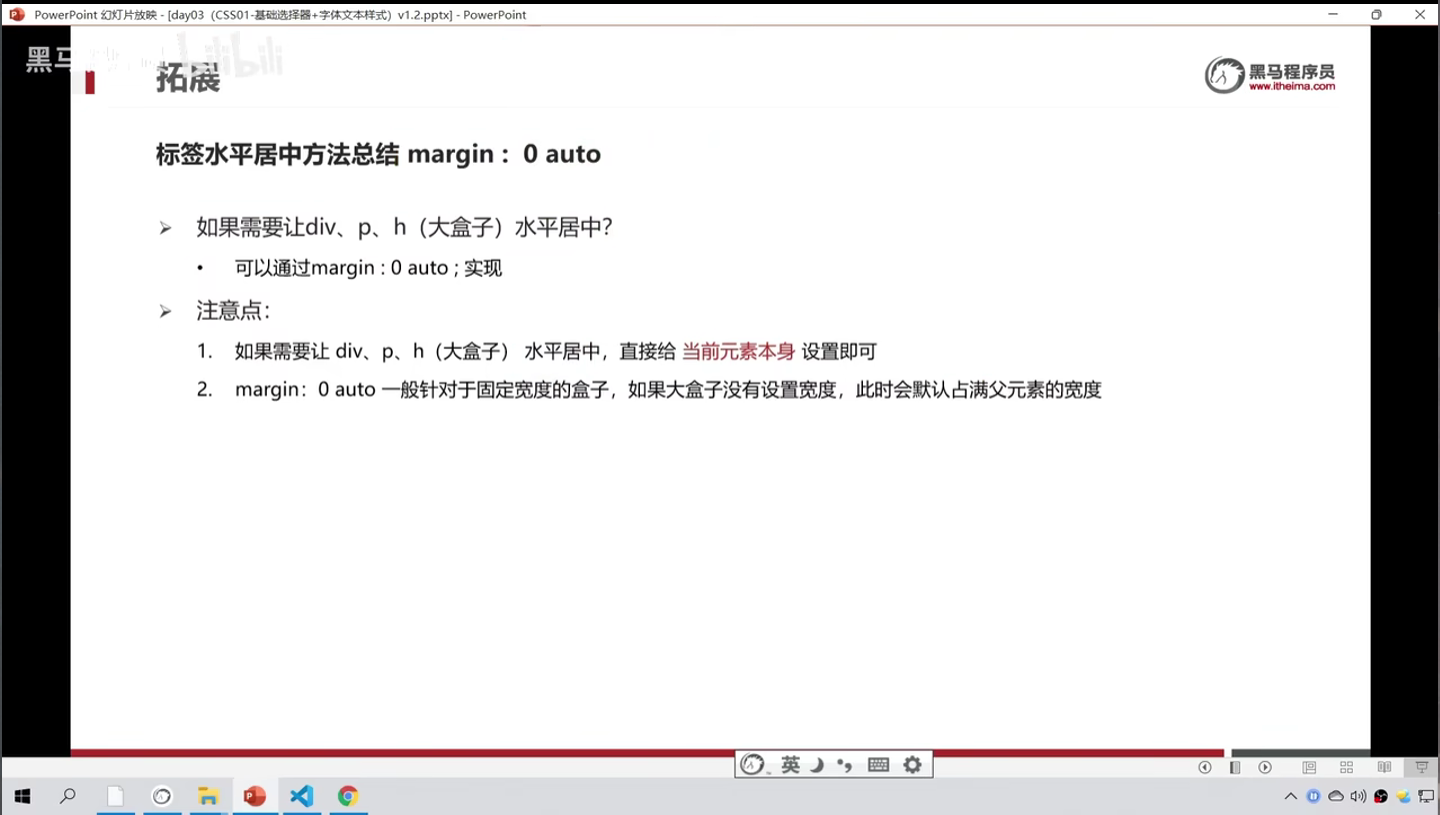 PowerPoint 幻灯片放映 - [day03（CSS01-基础选择器+字体文本样式）v1.2.pptx] - PowerPoint
黑马
bilibili
拓展
黑马程序员
www.itheima.com
标签水平居中方法总结 margin : 0 auto
➢ 如果需要让div、p、h（大盒子）水平居中?
• 可以通过margin : 0 auto ; 实现
➢ 注意点：
1. 如果需要让 div、p、h（大盒子） 水平居中，直接给 当前元素本身 设置即可
2. margin：0 auto 一般针对于固定宽度的盒子，如果大盒子没有设置宽度，此时会默认占满父元素的宽度
英